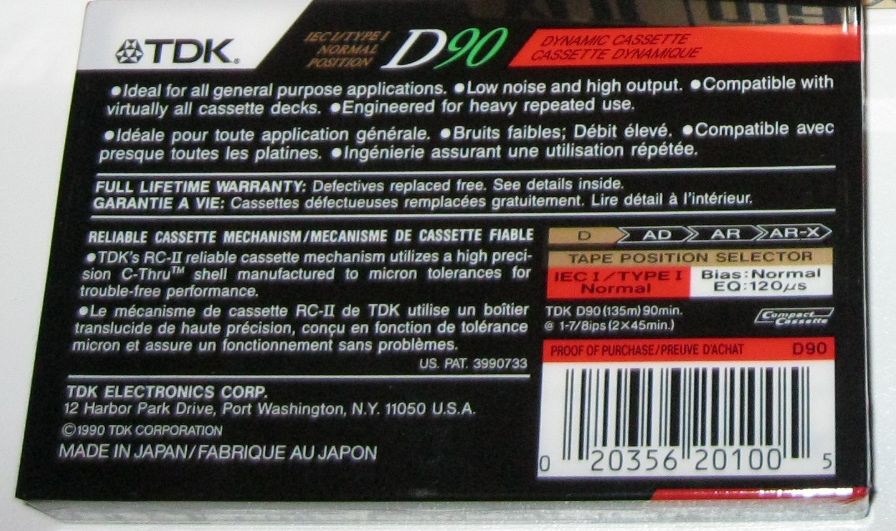 TDK®
IEC I/TYPE I
NORMAL
POSITION
D90
DYNAMIC CASSETTE
CASSETTE DYNAMIQUE
●Ideal for all general purpose applications. ●Low noise and high output. ●Compatible with
virtually all cassette decks. ●Engineered for heavy repeated use.
●Idéale pour toute application générale. ●Bruits faibles; Débit élevé. ●Compatible avec
presque toutes les platines. ●Ingénierie assurant une utilisation répétée.
FULL LIFETIME WARRANTY: Defectives replaced free. See details inside.
GARANTIE A VIE: Cassettes défectueuses remplacées gratuitement. Lire détail à l'intérieur.
RELIABLE CASSETTE MECHANISM/MECANISME DE CASSETTE FIABLE
●TDK's RC-II reliable cassette mechanism utilizes a high preci-
sion C-Thru™ shell manufactured to micron tolerances for
trouble-free performance.
●Le mécanisme de cassette RC-II de TDK utilise un boîtier
translucide de haute précision, conçu en fonction de tolérance
micron et assure un fonctionnement sans problèmes.
US. PAT. 3990733
TDK ELECTRONICS CORP.
12 Harbor Park Drive, Port Washington, N.Y. 11050 U.S.A.
©1990 TDK CORPORATION
MADE IN JAPAN/FABRIQUE AU JAPON
D AD AR AR-X
TAPE POSITION SELECTOR
IEC I/TYPE I
Normal
Bias:Normal
EQ:120µs
TDK D90(135m)90min.
@ 1-7/8ips(2X45min.)
Compact
Cassette
PROOF OF PURCHASE/PREUVE D'ACHAT D90
0 20356 20100 5